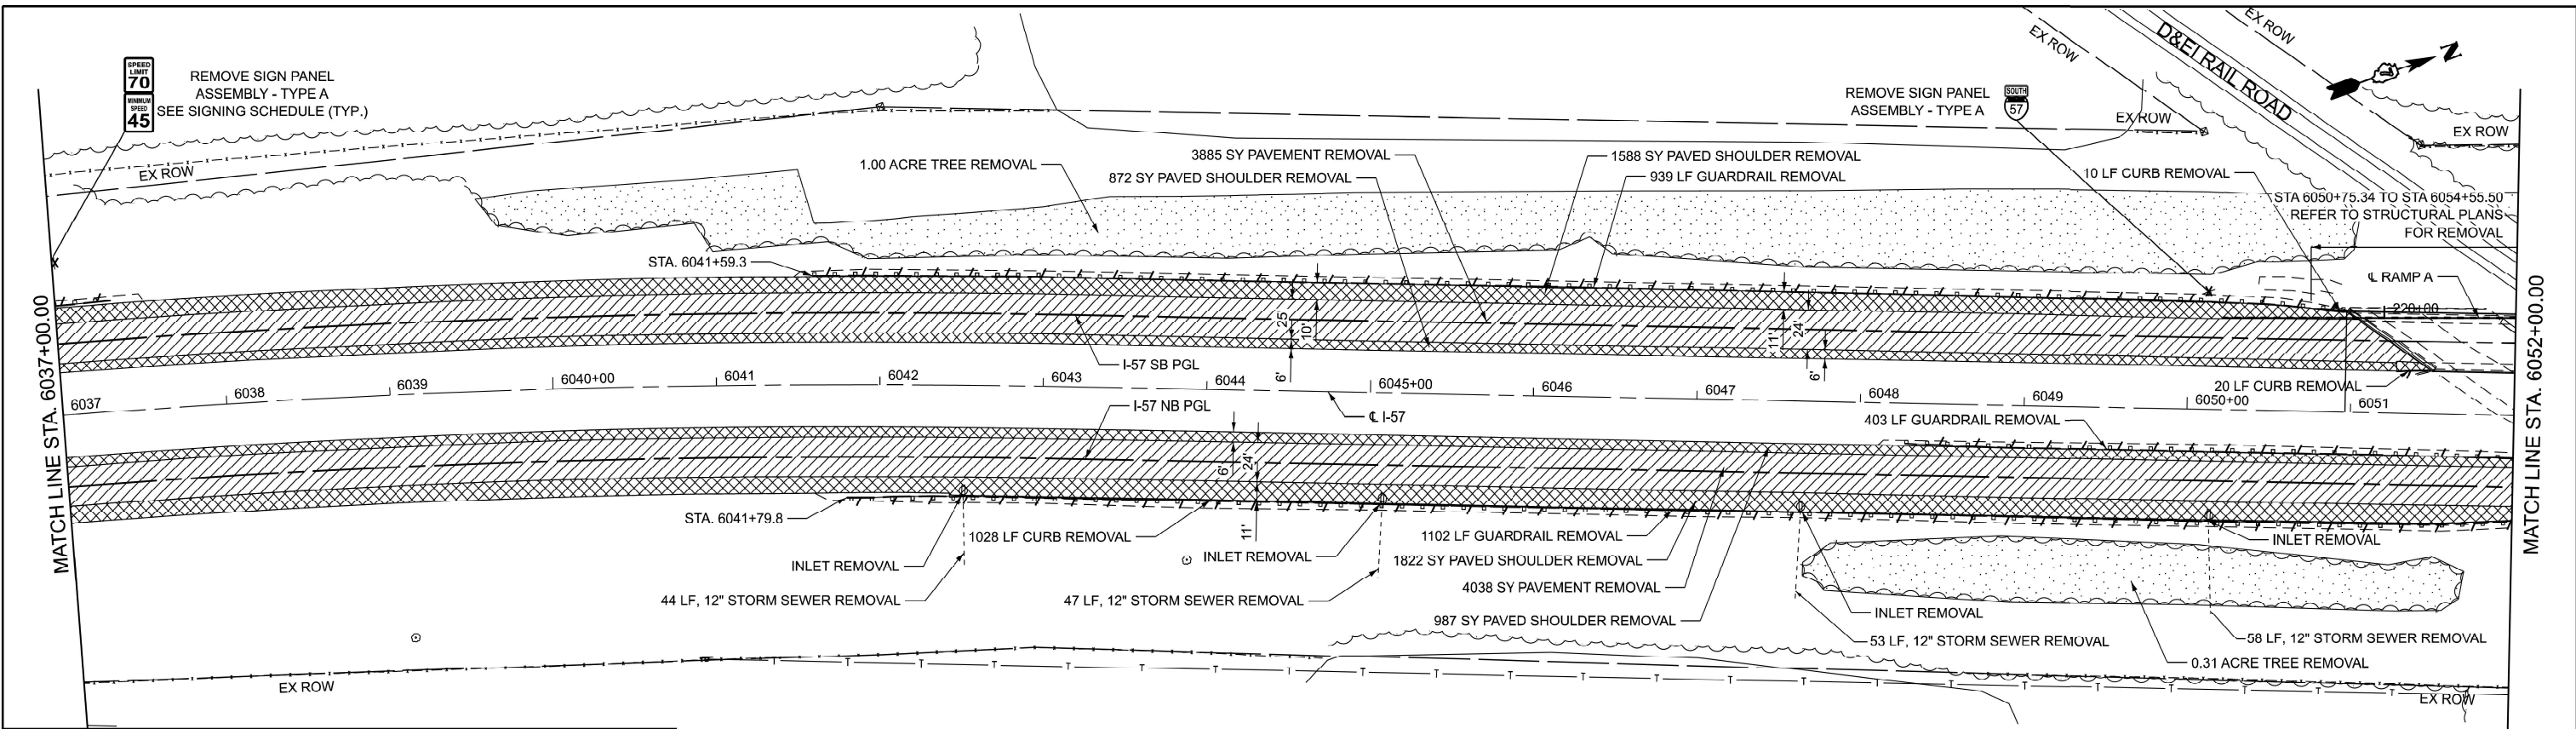 SPEED
LIMIT
70
MINIMUM
SPEED
45
REMOVE SIGN PANEL
ASSEMBLY - TYPE A
SEE SIGNING SCHEDULE (TYP.)
EX ROW
1.00 ACRE TREE REMOVAL
3885 SY PAVEMENT REMOVAL
872 SY PAVED SHOULDER REMOVAL
1588 SY PAVED SHOULDER REMOVAL
939 LF GUARDRAIL REMOVAL
REMOVE SIGN PANEL
ASSEMBLY - TYPE A
SOUTH
57
EX ROW
EX ROW
D&EI RAIL ROAD
EX ROW
N
EX ROW
10 LF CURB REMOVAL
STA 6050+75.34 TO STA 6054+55.50
REFER TO STRUCTURAL PLANS
FOR REMOVAL
℄ RAMP A
220+00
STA. 6041+59.3
MATCH LINE STA. 6037+00.00
25'
10'
6'
11'
24'
6'
I-57 SB PGL
6037
6038
6039
6040+00
6041
6042
6043
6044
6045+00
6046
6047
6048
6049
6050+00
6051
20 LF CURB REMOVAL
MATCH LINE STA. 6052+00.00
I-57 NB PGL
℄ I-57
403 LF GUARDRAIL REMOVAL
6'
24'
11'
STA. 6041+79.8
1028 LF CURB REMOVAL
INLET REMOVAL
44 LF, 12" STORM SEWER REMOVAL
INLET REMOVAL
47 LF, 12" STORM SEWER REMOVAL
1102 LF GUARDRAIL REMOVAL
1822 SY PAVED SHOULDER REMOVAL
4038 SY PAVEMENT REMOVAL
987 SY PAVED SHOULDER REMOVAL
INLET REMOVAL
INLET REMOVAL
53 LF, 12" STORM SEWER REMOVAL
58 LF, 12" STORM SEWER REMOVAL
0.31 ACRE TREE REMOVAL
EX ROW
T T T T T T T T T T T T T T T T T T T T T T T
EX ROW